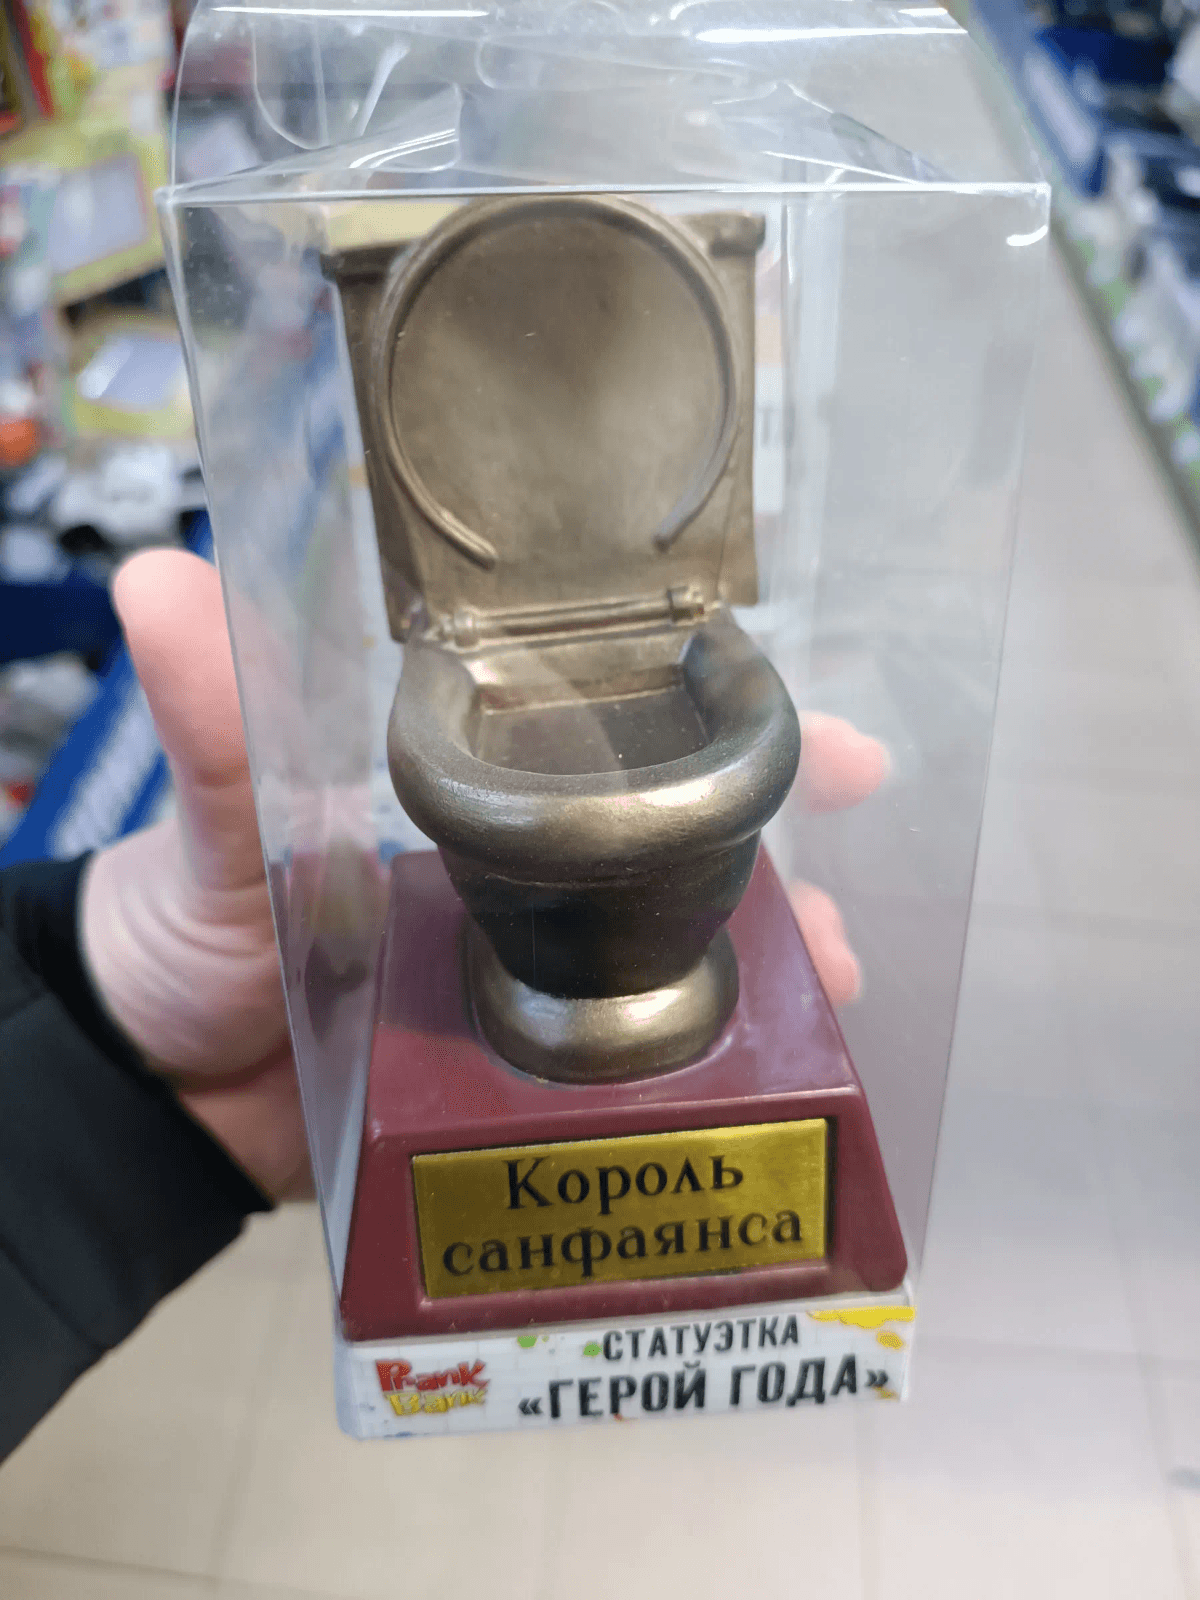 Король
санфаянса
СТАТУЭТКА
Prank
Bank
«ГЕРОЙ ГОДА»